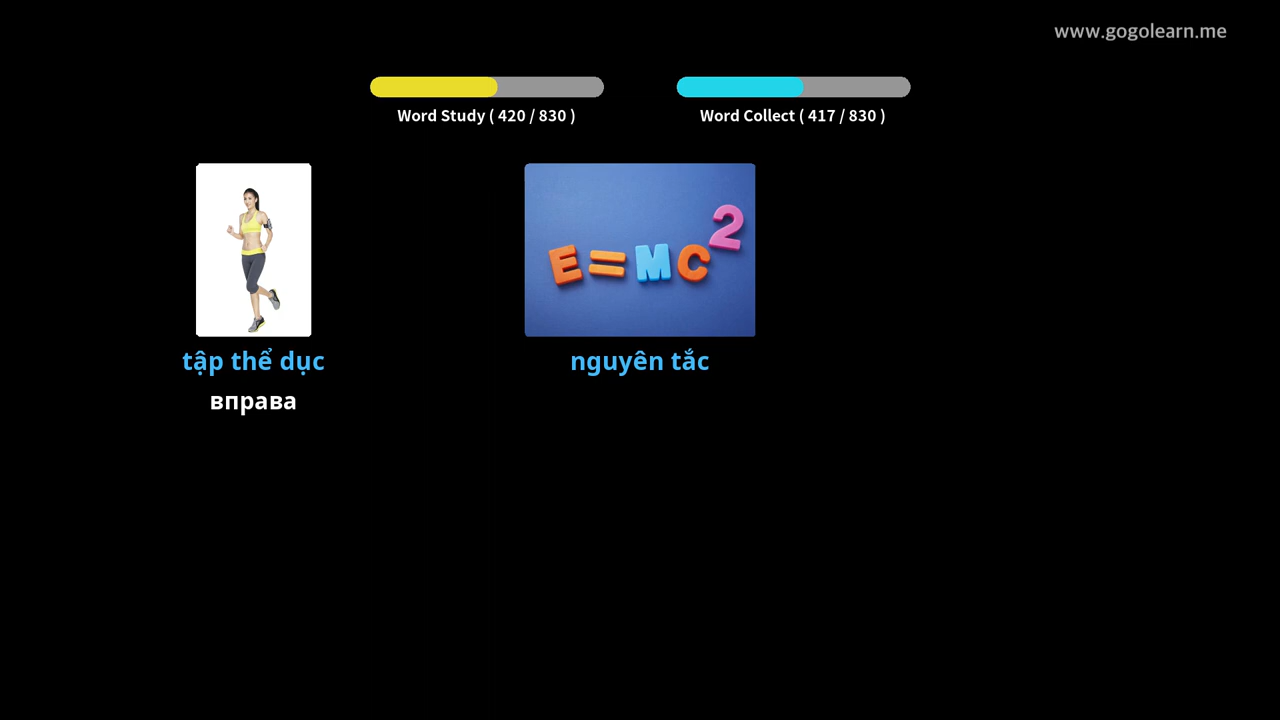 www.gogolearn.me
Word Study ( 420 / 830 )
Word Collect ( 417 / 830 )
E=MC2
tập thể dục
nguyên tắc
вправа